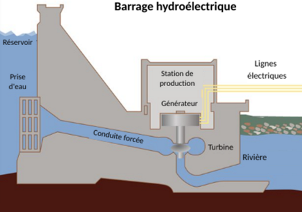 Barrage hydroélectrique
Réservoir
Prise
d'eau
Station de
production
Générateur
Lignes
électriques
Conduite forcée
Turbine
Rivière